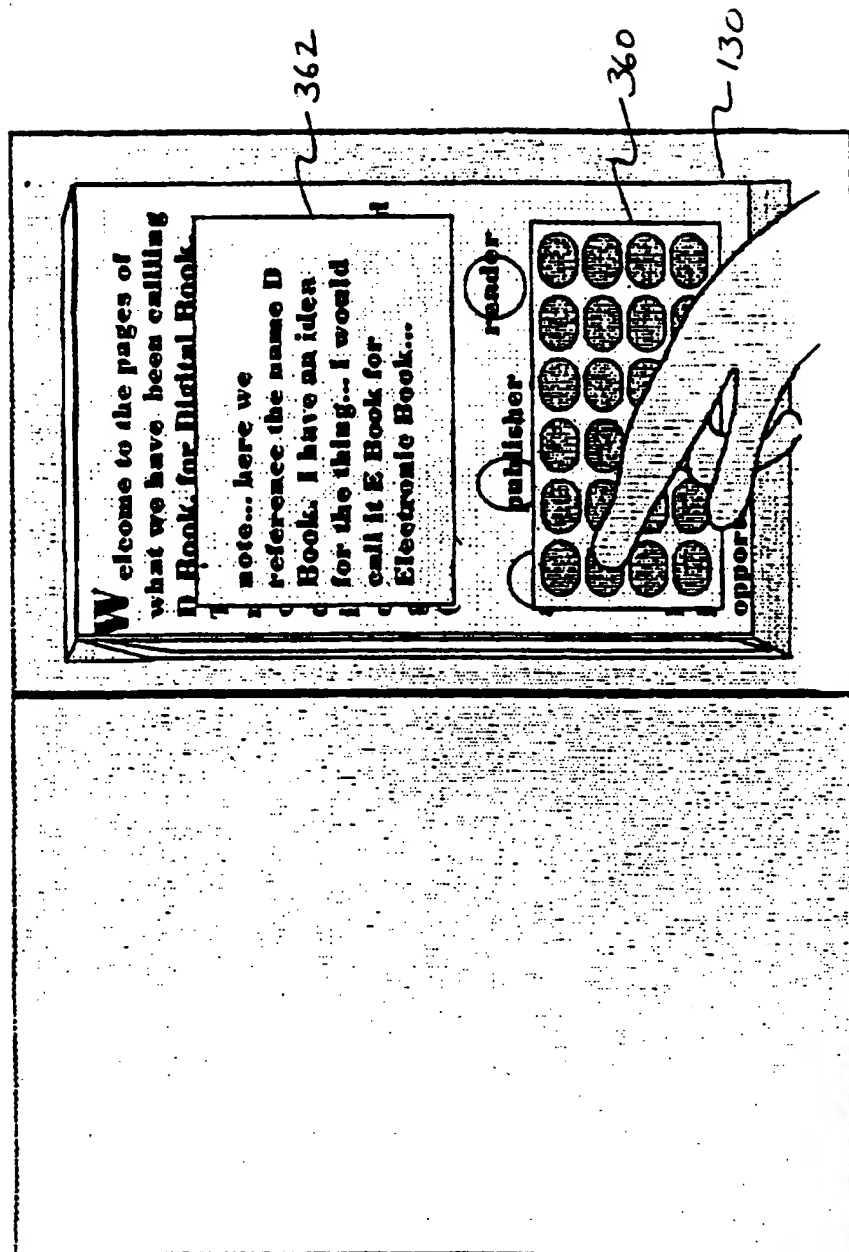 Welcome to the pages of
what we have been callling
D Book for Digital Book.
note... here we
reference the name D
Book. I have an idea
for the thing... I would
call it E Book for
Electronic Book...
publisher
reader
oppor
362
360
130